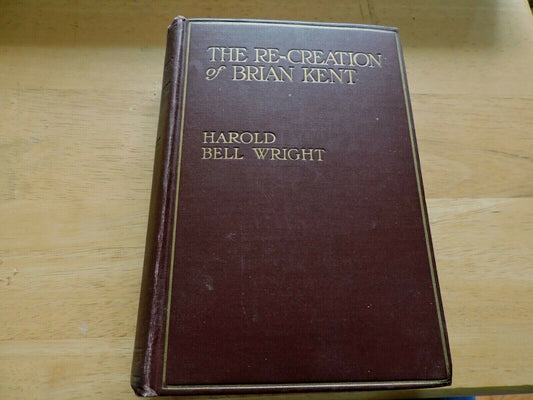 THE RE-CREATION
of BRIAN KENT
HAROLD
BELL WRIGHT